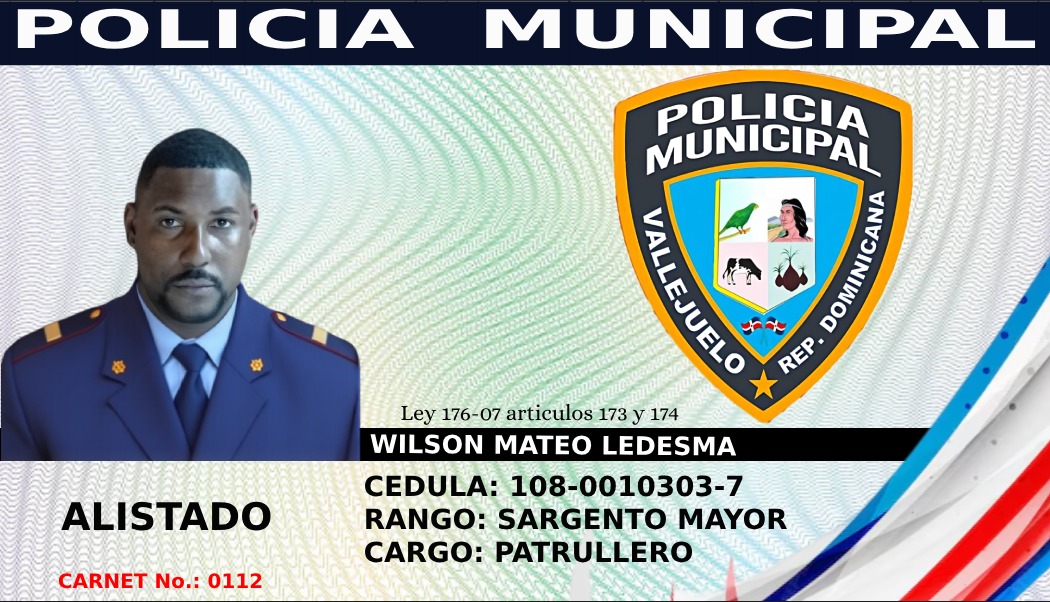 POLICIA MUNICIPAL
POLICIA
MUNICIPAL
VALLEJUELO
REP. DOMINICANA
Ley 176-07 articulos 173 y 174
WILSON MATEO LEDESMA
CEDULA: 108-0010303-7
ALISTADO
RANGO: SARGENTO MAYOR
CARGO: PATRULLERO
CARNET No.: 0112